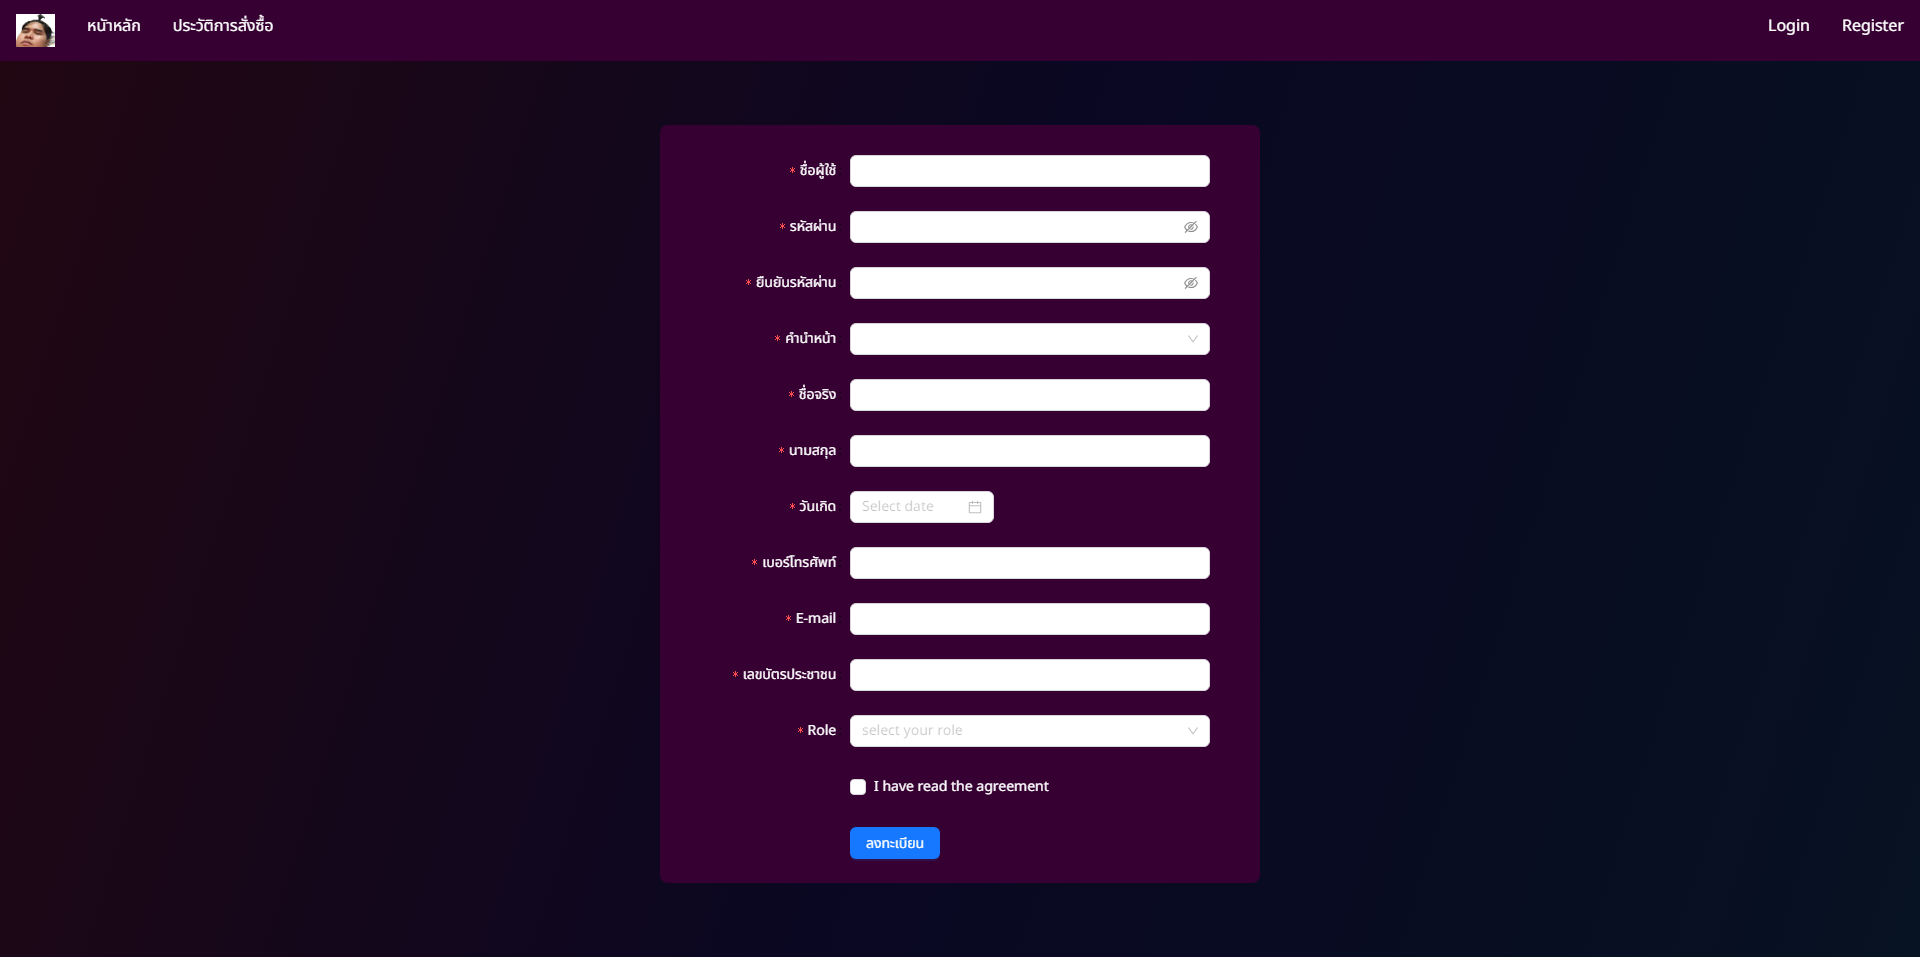 หน้าหลัก ประวัติการสั่งซื้อ Login Register
* ชื่อผู้ใช้
* รหัสผ่าน
* ยืนยันรหัสผ่าน
* คำนำหน้า
* ชื่อจริง
* นามสกุล
* วันเกิด Select date
* เบอร์โทรศัพท์
* E-mail
* เลขบัตรประชาชน
* Role select your role
I have read the agreement
ลงทะเบียน